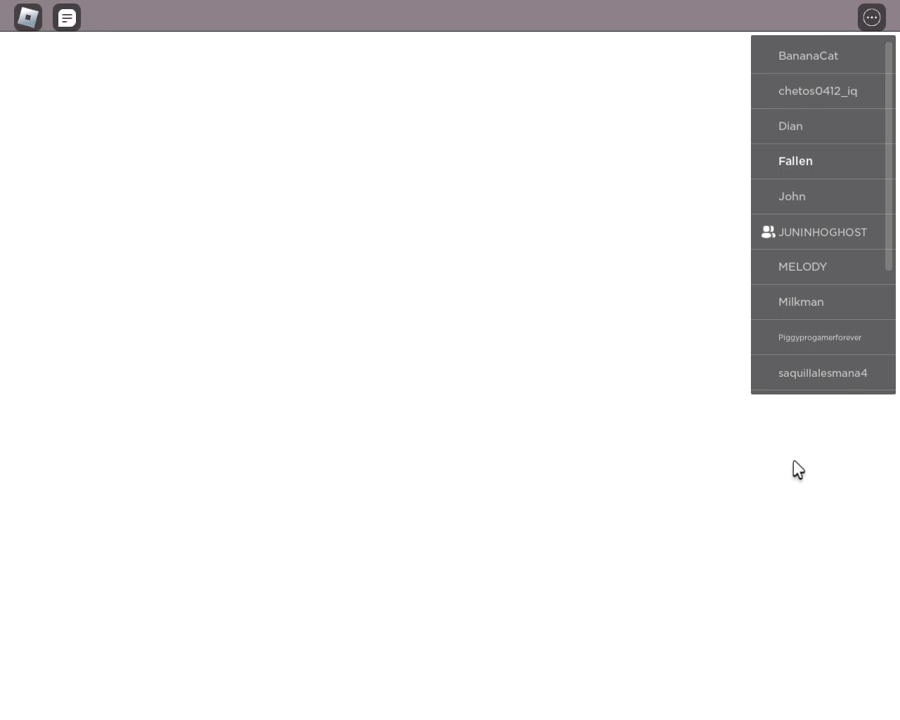 BananaCat
chetos0412_iq
Dian
Fallen
John
JUNINHOGHOST
MELODY
Milkman
Piggyprogamerforever
saquillalesmana4